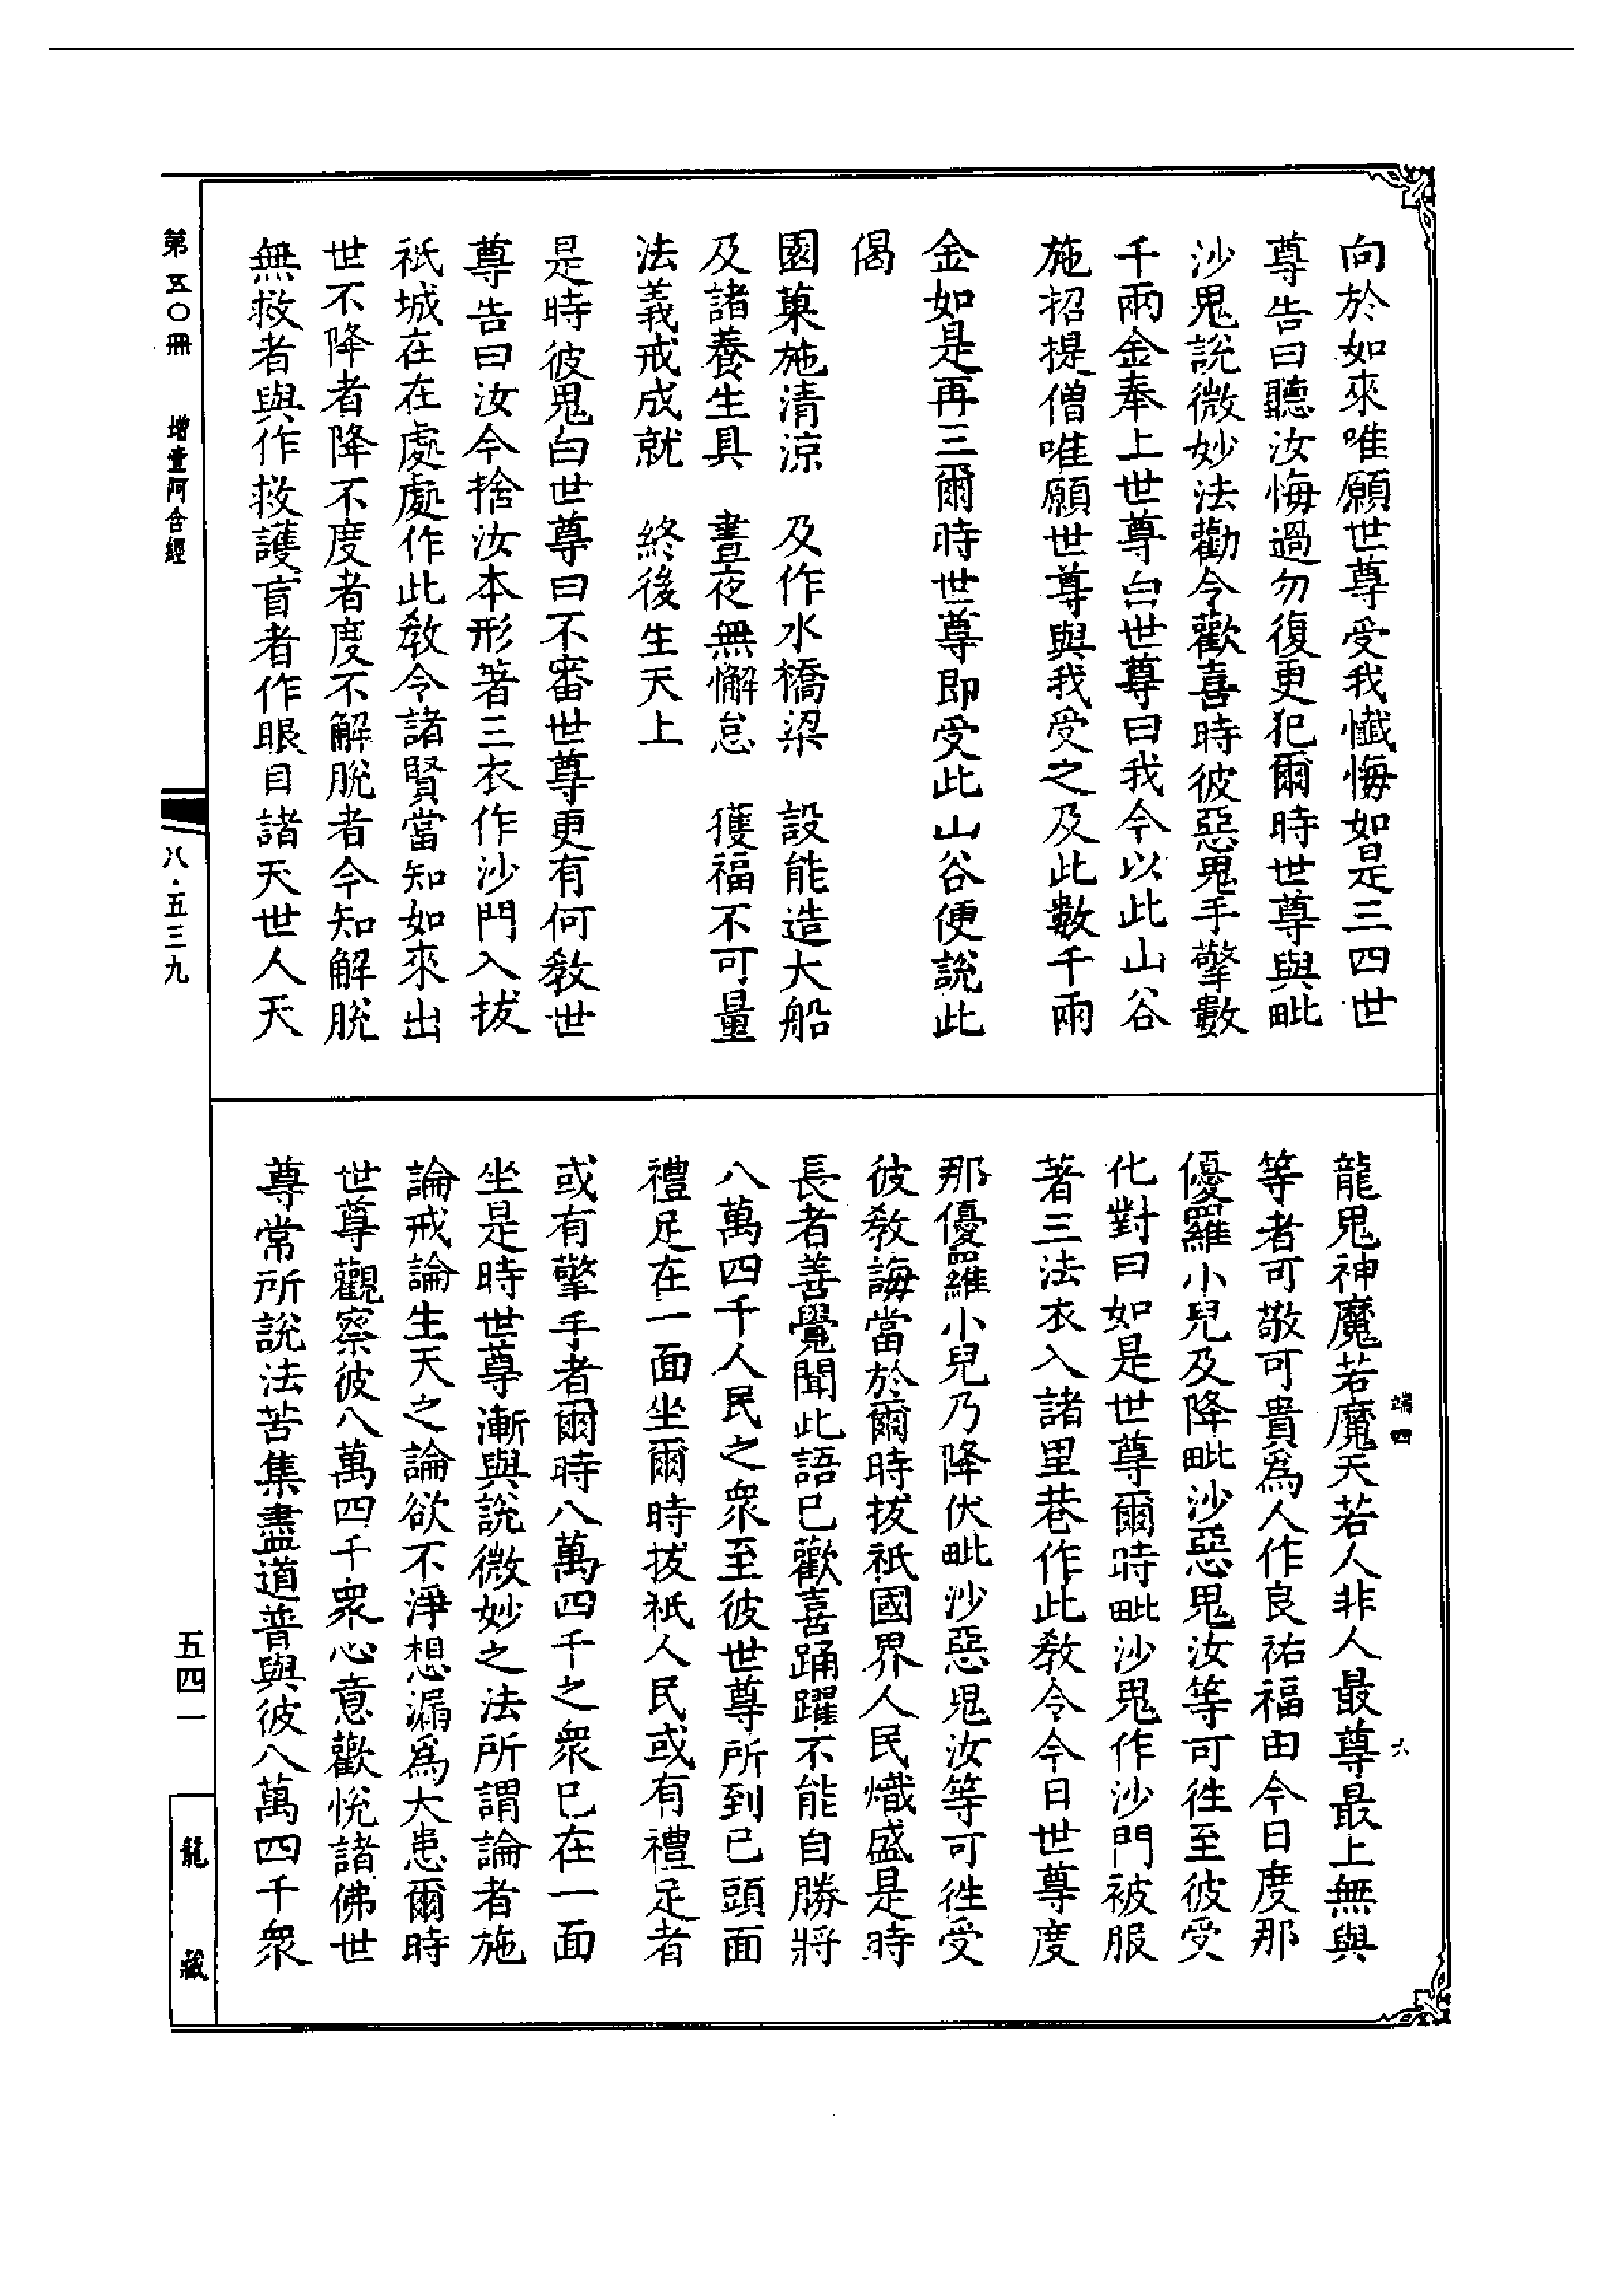 向於如來唯願世尊受我懺悔如是三四世
尊告曰聽汝悔過勿復更犯爾時世尊與毗
沙鬼說微妙法勸令歡喜時彼惡鬼手擎數
千兩金奉上世尊白世尊曰我今以此山谷
施招提僧唯願世尊與我受之及此數千兩
金如是再三爾時世尊即受此山谷便說此
偈
園菓施清涼　及作水橋梁　設能造大船
及諸養生具　晝夜無懈怠　獲福不可量
法義戒成就　終後生天上
是時彼鬼白世尊曰不審世尊更有何教世
尊告曰汝今捨汝本形著三衣作沙門入拔
祇城在在處處作此教令諸賢當知如來出
世不降者降不度者度不解脫者令知解脫
無救者與作救護盲者作眼目諸天世人天
龍鬼神魔若魔天若人非人最尊最上無與
等者可敬可貴爲人作良祐福田今日度那
優羅小兒及降毗沙惡鬼汝等可徃至彼受
化對曰如是世尊爾時毗沙鬼作沙門被服
著三法衣入諸里巷作此教令今日世尊度
那優羅小兒乃降伏毗沙惡鬼汝等可徃受
彼教誨當於爾時拔祇國界人民熾盛是時
長者善覺聞此語已歡喜踊躍不能自勝將
八萬四千人民之衆至彼世尊所到已頭面
禮足在一面坐爾時拔祇人民或有禮足者
或有擎手者爾時八萬四千之衆已在一面
坐是時世尊漸與說微妙之法所謂論者施
論戒論生天之論欲不淨想漏爲大患爾時
世尊觀察彼八萬四千衆心意歡悅諸佛世
尊常所說法苦集盡道普與彼八萬四千衆
端四
六
第五〇冊　增壹阿含經
八·五三九
五四一
龍藏